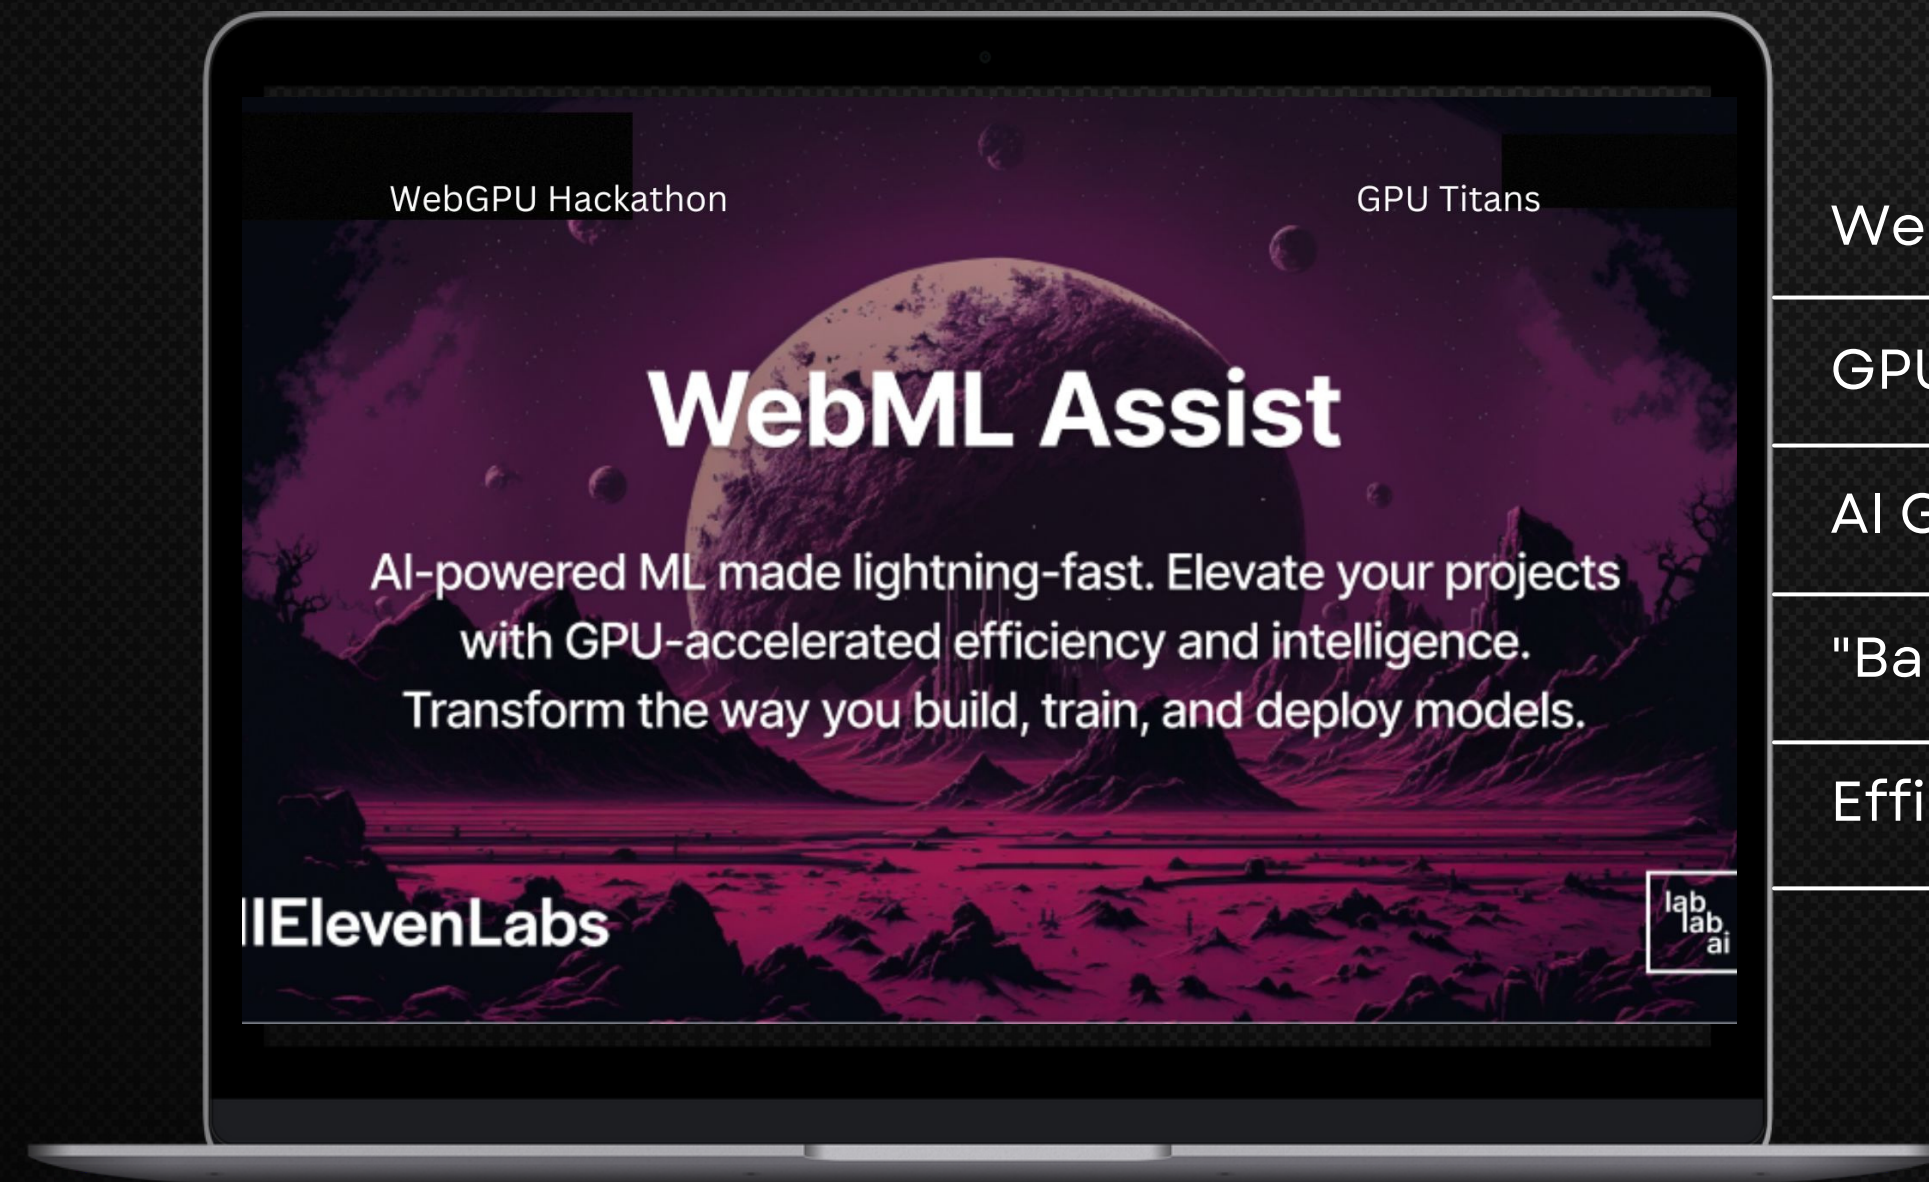 WebGPU Hackathon
GPU Titans
WebML Assist
AI-powered ML made lightning-fast. Elevate your projects
with GPU-accelerated efficiency and intelligence.
Transform the way you build, train, and deploy models.
IIElevenLabs
lab
lab.
ai
We
GPU
AI G
"Ba
Effi